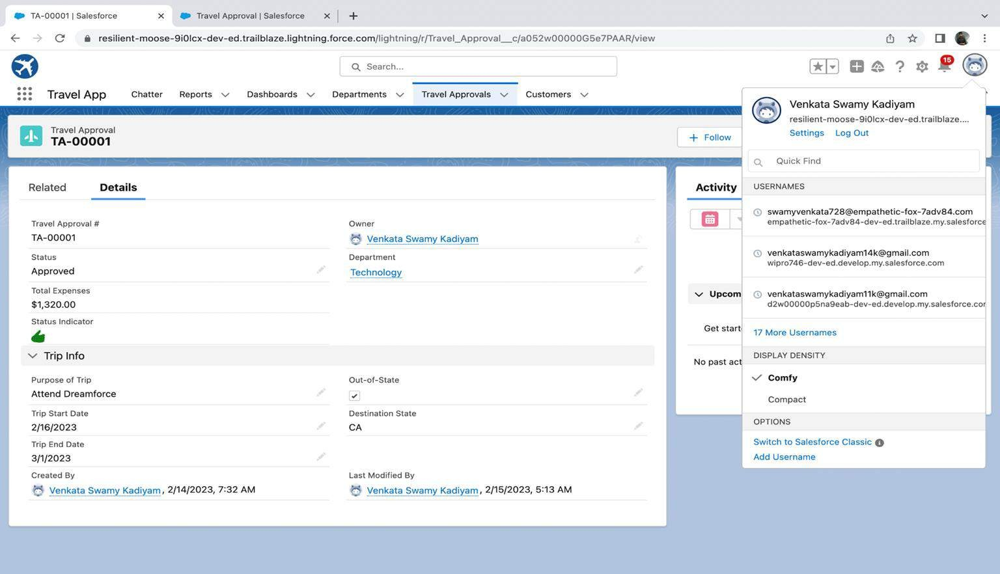 TA-00001 | Salesforce
Travel Approval | Salesforce
resilient-moose-9i0lcx-dev-ed.trailblaze.lightning.force.com/lightning/r/Travel_Approval__c/a052w00000G5e7PAAR/view
Search...
15
Travel App
Chatter
Reports
Dashboards
Departments
Travel Approvals
Customers
Travel Approval
TA-00001
Follow
Related
Details
Travel Approval #
TA-00001
Owner
Venkata Swamy Kadiyam
Status
Approved
Department
Technology
Total Expenses
$1,320.00
Status Indicator
Trip Info
Purpose of Trip
Attend Dreamforce
Out-of-State
Trip Start Date
2/16/2023
Destination State
CA
Trip End Date
3/1/2023
Created By
Venkata Swamy Kadiyam, 2/14/2023, 7:32 AM
Last Modified By
Venkata Swamy Kadiyam, 2/15/2023, 5:13 AM
Activity
Upcom
Get start
No past act
Venkata Swamy Kadiyam
resilient-moose-9i0lcx-dev-ed.trailblaze....
Settings
Log Out
Quick Find
USERNAMES
swamyvenkata728@empathetic-fox-7adv84.com
empathetic-fox-7adv84-dev-ed.trailblaze.my.salesforce
venkataswamykadiyam14k@gmail.com
wipro746-dev-ed.develop.my.salesforce.com
venkataswamykadiyam11k@gmail.com
d2w00000p5na9eab-dev-ed.develop.my.salesforce.com
17 More Usernames
DISPLAY DENSITY
Comfy
Compact
OPTIONS
Switch to Salesforce Classic
Add Username